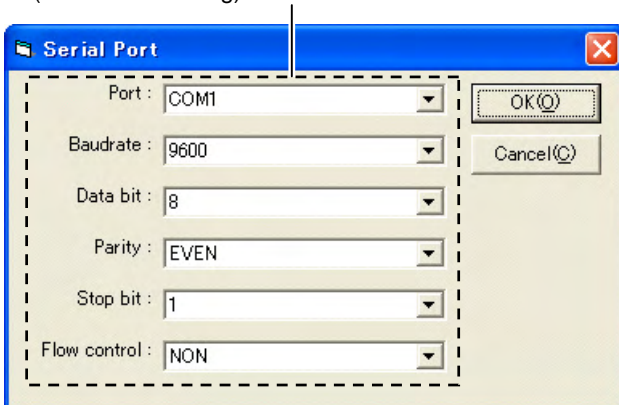 Serial Port
Port : COM1
OK(O)
Baudrate : 9600
Cancel(C)
Data bit : 8
Parity : EVEN
Stop bit : 1
Flow control : NON